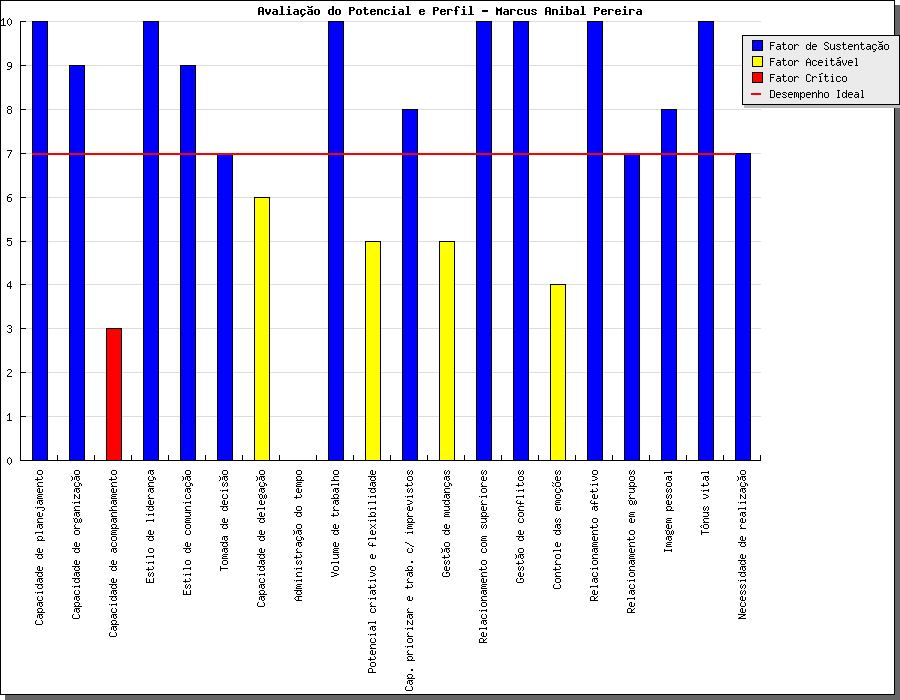 Avaliação do Potencial e Perfil - Marcus Anibal Pereira
Fator de Sustentação
Fator Aceitável
Fator Crítico
Desempenho Ideal
10
9
8
7
6
5
4
3
2
1
0
Capacidade de planejamento
Capacidade de organização
Capacidade de acompanhamento
Estilo de liderança
Estilo de comunicação
Tomada de decisão
Capacidade de delegação
Administração do tempo
Volume de trabalho
Potencial criativo e flexibilidade
Cap. priorizar e trab. c/ imprevistos
Gestão de mudanças
Relacionamento com superiores
Gestão de conflitos
Controle das emoções
Relacionamento afetivo
Relacionamento em grupos
Imagem pessoal
Tônus vital
Necessidade de realização